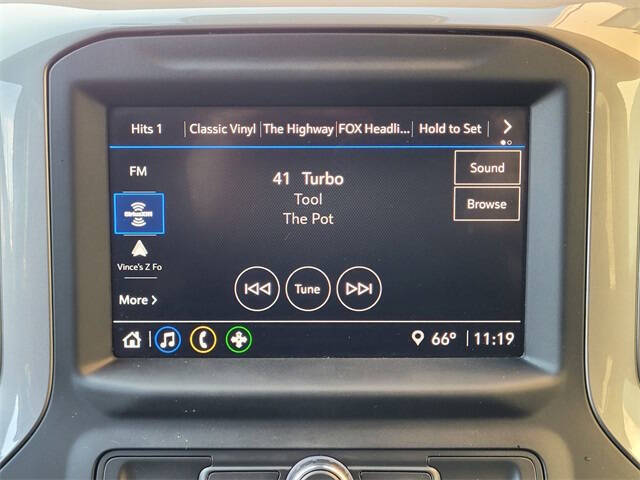 Hits 1 Classic Vinyl The Highway FOX Headli... Hold to Set
FM
41 Turbo
Sound
Tool
SiriusXM
Browse
The Pot
Vince's Z Fo
More
Tune
66° 11:19